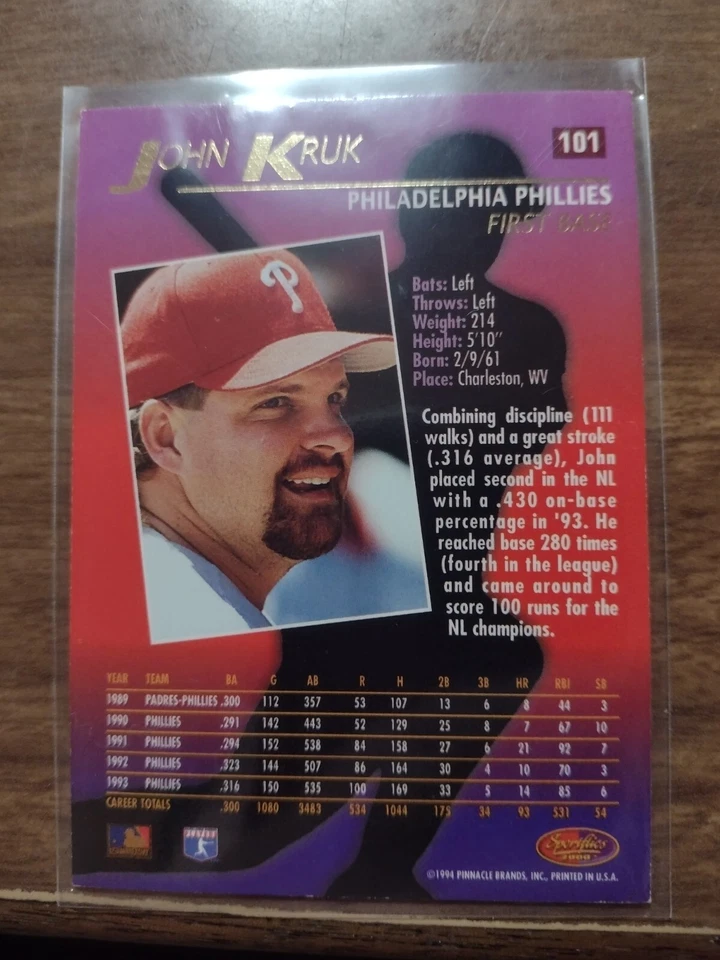 JOHN KRUK
101
PHILADELPHIA PHILLIES
FIRST BASE
P
Bats: Left
Throws: Left
Weight: 214
Height: 5'10"
Born: 2/9/61
Place: Charleston, WV
Combining discipline (111
walks) and a great stroke
(.316 average), John
placed second in the NL
with a .430 on-base
percentage in '93. He
reached base 280 times
(fourth in the league)
and came around to
score 100 runs for the
NL champions.
YEAR TEAM BA G AB R H 2B 3B HR RBI SB
1989 PADRES-PHILLIES .300 112 357 53 107 13 6 8 44 3
1990 PHILLIES .291 142 443 52 129 25 8 7 67 10
1991 PHILLIES .294 152 538 84 158 27 6 21 92 7
1992 PHILLIES .323 144 507 86 164 30 4 10 70 3
1993 PHILLIES .316 150 535 100 169 33 5 14 85 6
CAREER TOTALS .300 1080 3483 534 1044 175 34 93 531 54
Sportflics
2000
©1994 PINNACLE BRANDS, INC., PRINTED IN U.S.A.